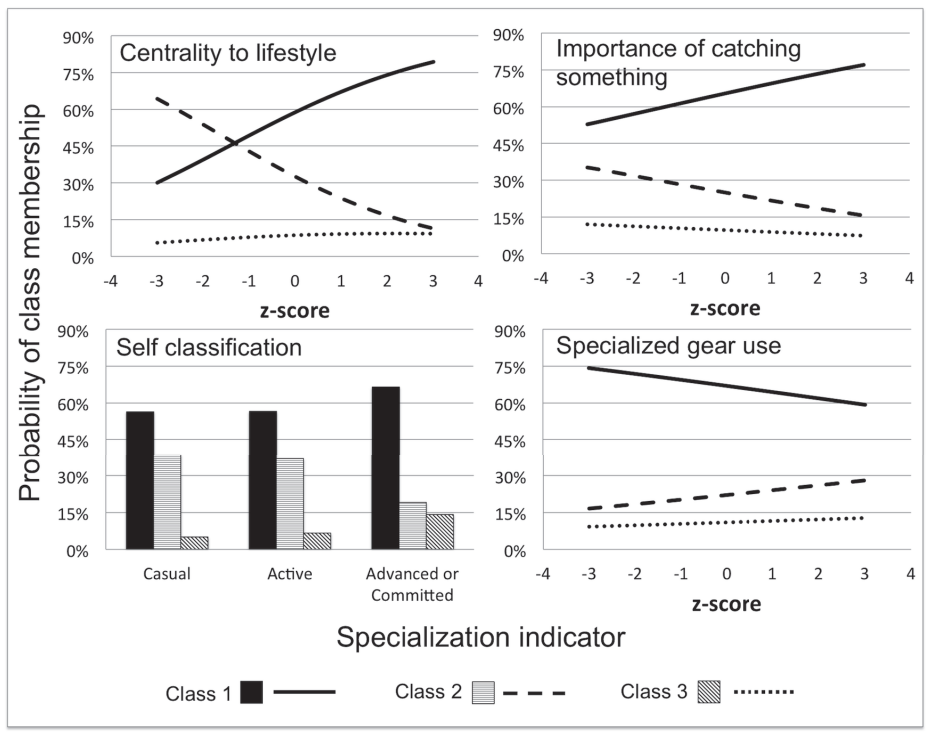 Probability of class membership
Centrality to lifestyle
90%
75%
60%
45%
30%
15%
0%
-4 -3 -2 -1 0 1 2 3 4
z-score
Importance of catching
something
90%
75%
60%
45%
30%
15%
0%
-4 -3 -2 -1 0 1 2 3 4
z-score
Self classification
90%
75%
60%
45%
30%
15%
0%
Casual Active Advanced or
Committed
Specialized gear use
90%
75%
60%
45%
30%
15%
0%
-4 -3 -2 -1 0 1 2 3 4
z-score
Specialization indicator
Class 1 Class 2 Class 3